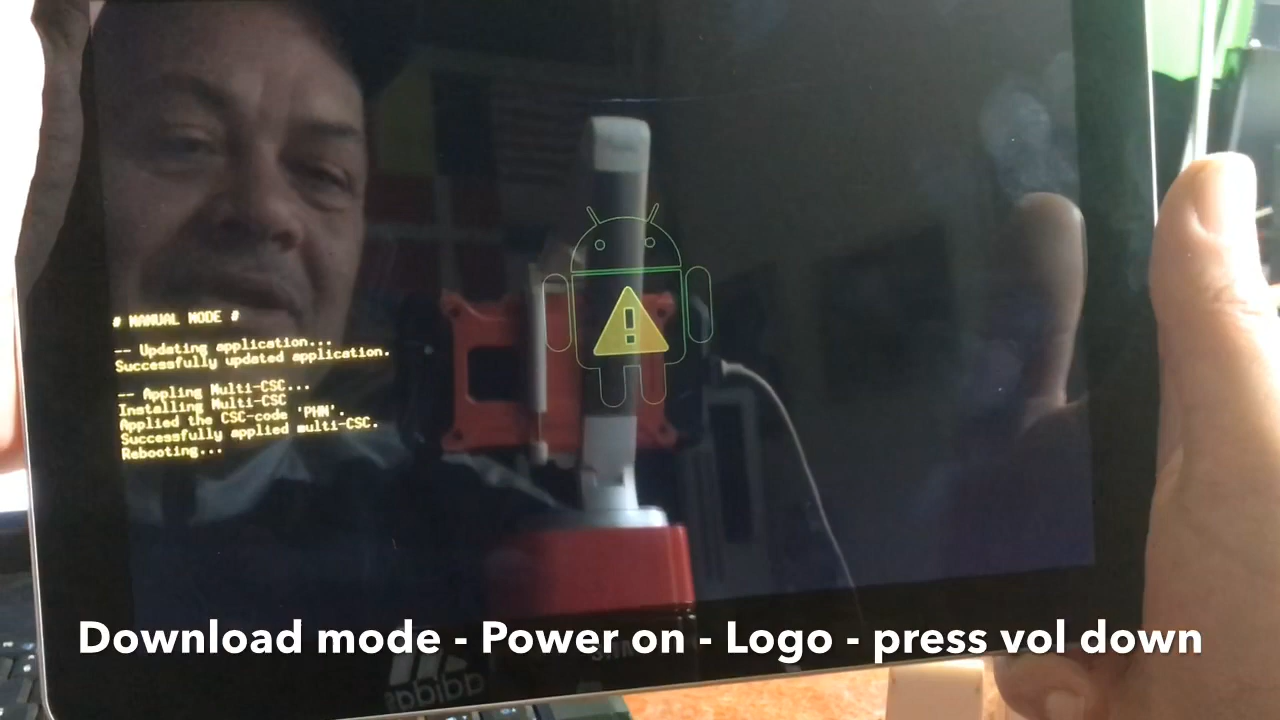 # MANUAL MODE #
-- Updating application...
Successfully updated application.
-- Appling Multi-CSC...
Installing Multi-CSC
Applied the CSC-code 'PHN'.
Successfully applied multi-CSC.
Rebooting...
Download mode - Power on - Logo - press vol down
adidas